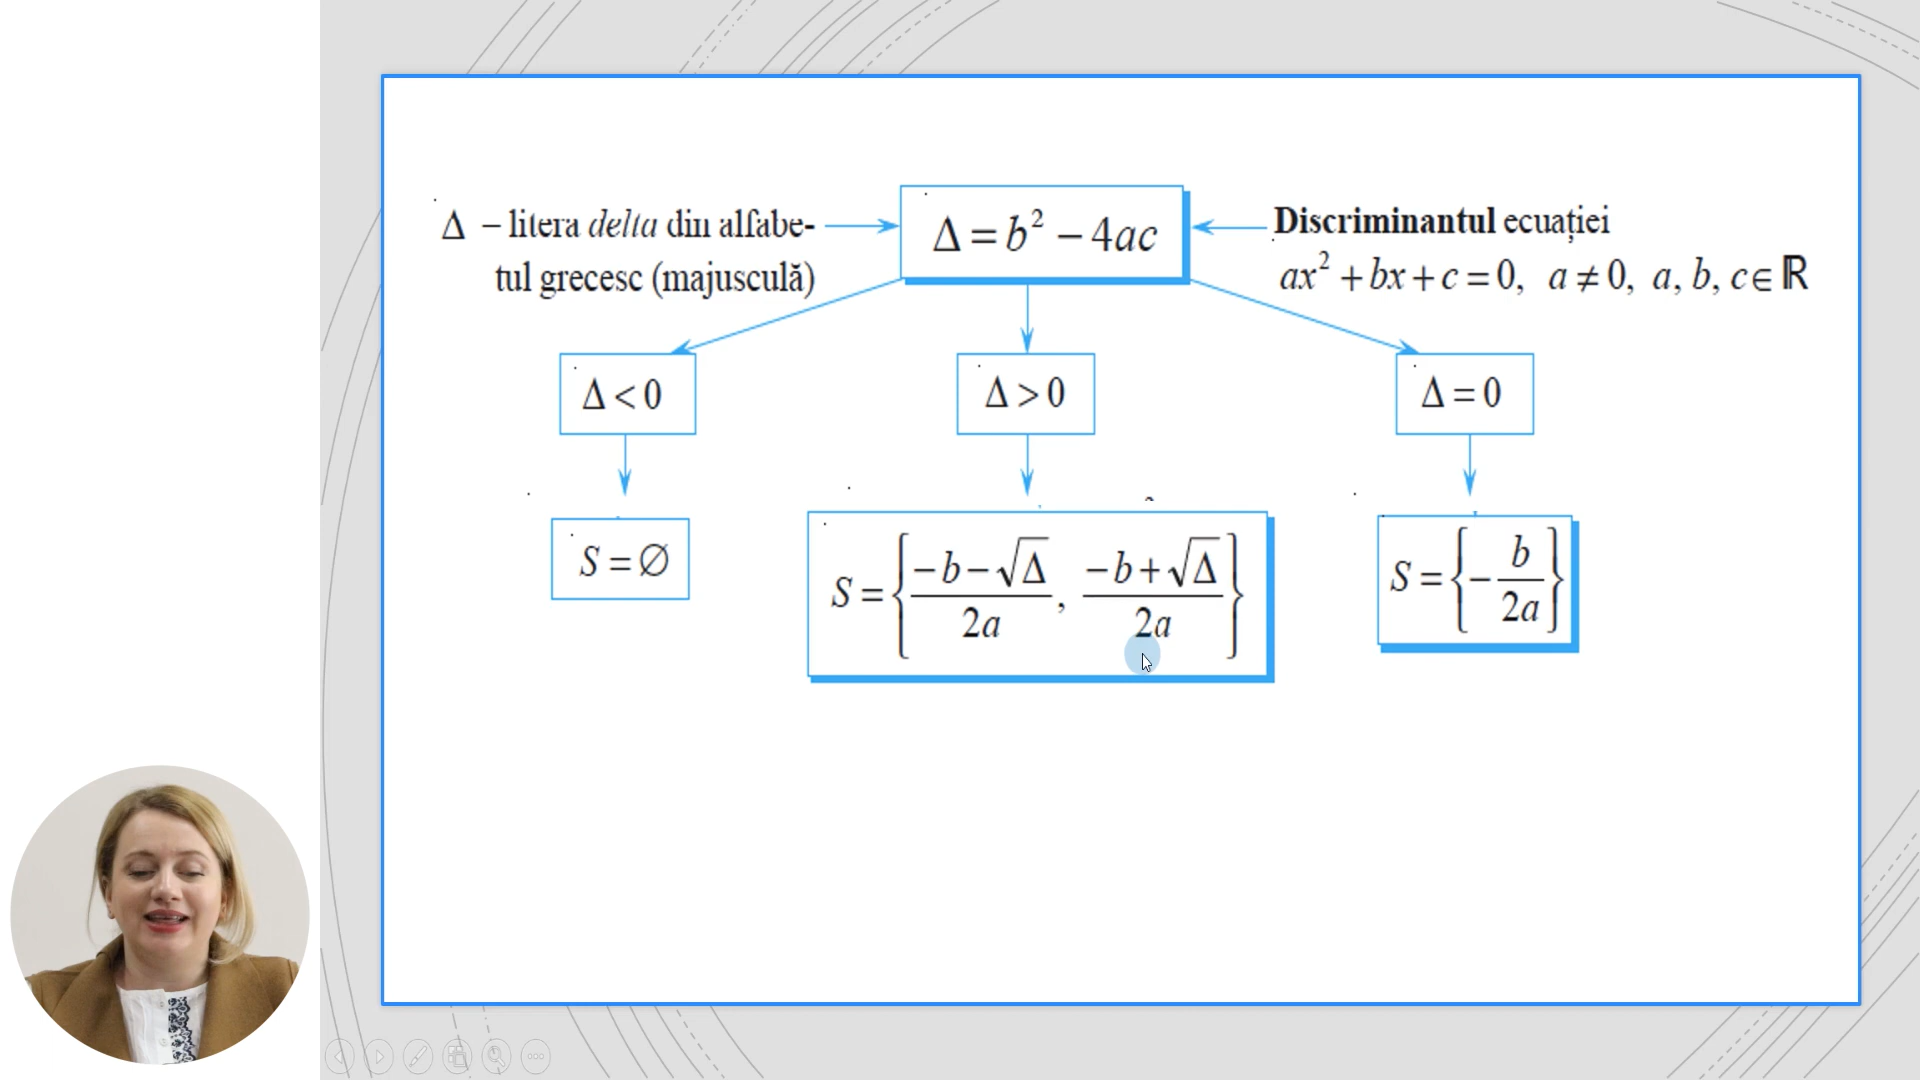 Δ – litera delta din alfabe-
tul grecesc (majusculă)
Δ = b² – 4ac
Discriminantul ecuației
ax² + bx + c = 0, a ≠ 0, a, b, c ∈ ℝ
Δ < 0
Δ > 0
Δ = 0
S = ∅
S = { (–b – √Δ) / 2a , (–b + √Δ) / 2a }
S = { – b / 2a }